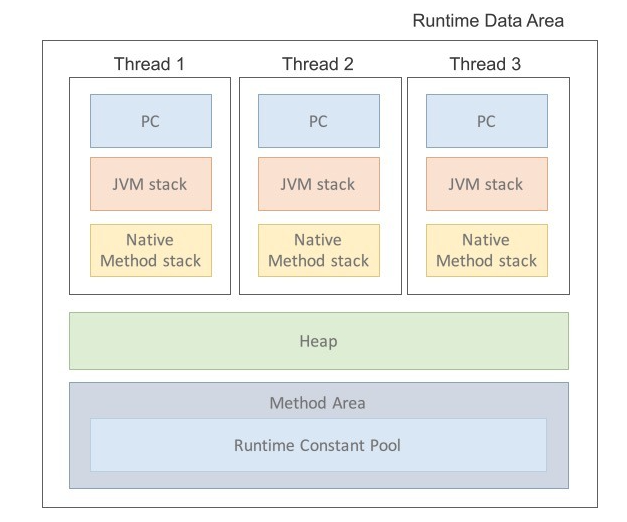 Runtime Data Area
Thread 1
Thread 2
Thread 3
PC
PC
PC
JVM stack
JVM stack
JVM stack
Native
Method stack
Native
Method stack
Native
Method stack
Heap
Method Area
Runtime Constant Pool